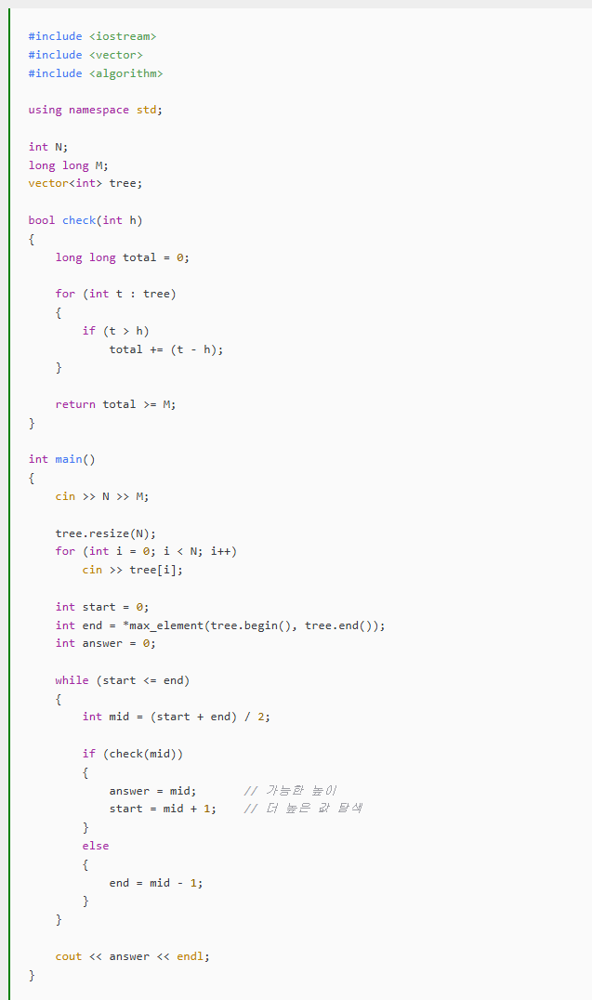 #include <iostream>
#include <vector>
#include <algorithm>
using namespace std;
int N;
long long M;
vector<int> tree;
bool check(int h)
{
    long long total = 0;
    for (int t : tree)
    {
        if (t > h)
            total += (t - h);
    }
    return total >= M;
}
int main()
{
    cin >> N >> M;
    tree.resize(N);
    for (int i = 0; i < N; i++)
        cin >> tree[i];
    int start = 0;
    int end = *max_element(tree.begin(), tree.end());
    int answer = 0;
    while (start <= end)
    {
        int mid = (start + end) / 2;
        if (check(mid))
        {
            answer = mid;       // 가능한 높이
            start = mid + 1;    // 더 높은 값 탐색
        }
        else
        {
            end = mid - 1;
        }
    }
    cout << answer << endl;
}